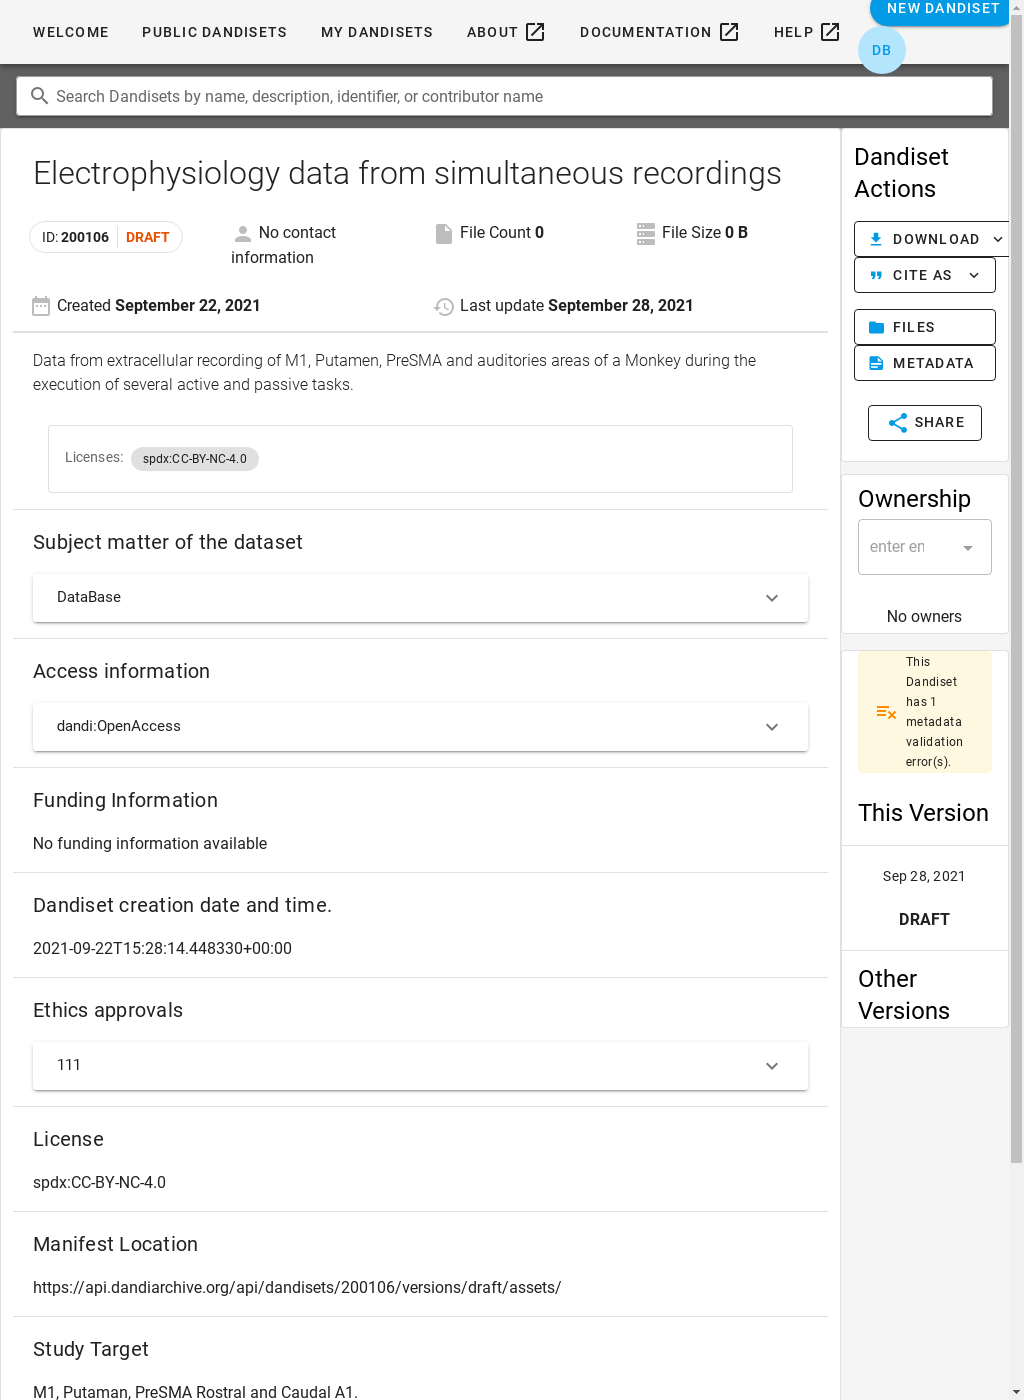 WELCOME PUBLIC DANDISETS MY DANDISETS ABOUT DOCUMENTATION HELP NEW DANDISET
DB
Search Dandisets by name, description, identifier, or contributor name
Electrophysiology data from simultaneous recordings
ID: 200106 DRAFT
No contact information
File Count 0
File Size 0 B
Created September 22, 2021
Last update September 28, 2021
Data from extracellular recording of M1, Putamen, PreSMA and auditories areas of a Monkey during the
execution of several active and passive tasks.
Licenses: spdx:CC-BY-NC-4.0
Subject matter of the dataset
DataBase
Access information
dandi:OpenAccess
Funding Information
No funding information available
Dandiset creation date and time.
2021-09-22T15:28:14.448330+00:00
Ethics approvals
111
License
spdx:CC-BY-NC-4.0
Manifest Location
https://api.dandiarchive.org/api/dandisets/200106/versions/draft/assets/
Study Target
M1, Putaman, PreSMA Rostral and Caudal A1.
Dandiset
Actions
DOWNLOAD
CITE AS
FILES
METADATA
SHARE
Ownership
enter en
No owners
This
Dandiset
has 1
metadata
validation
error(s).
This Version
Sep 28, 2021
DRAFT
Other
Versions